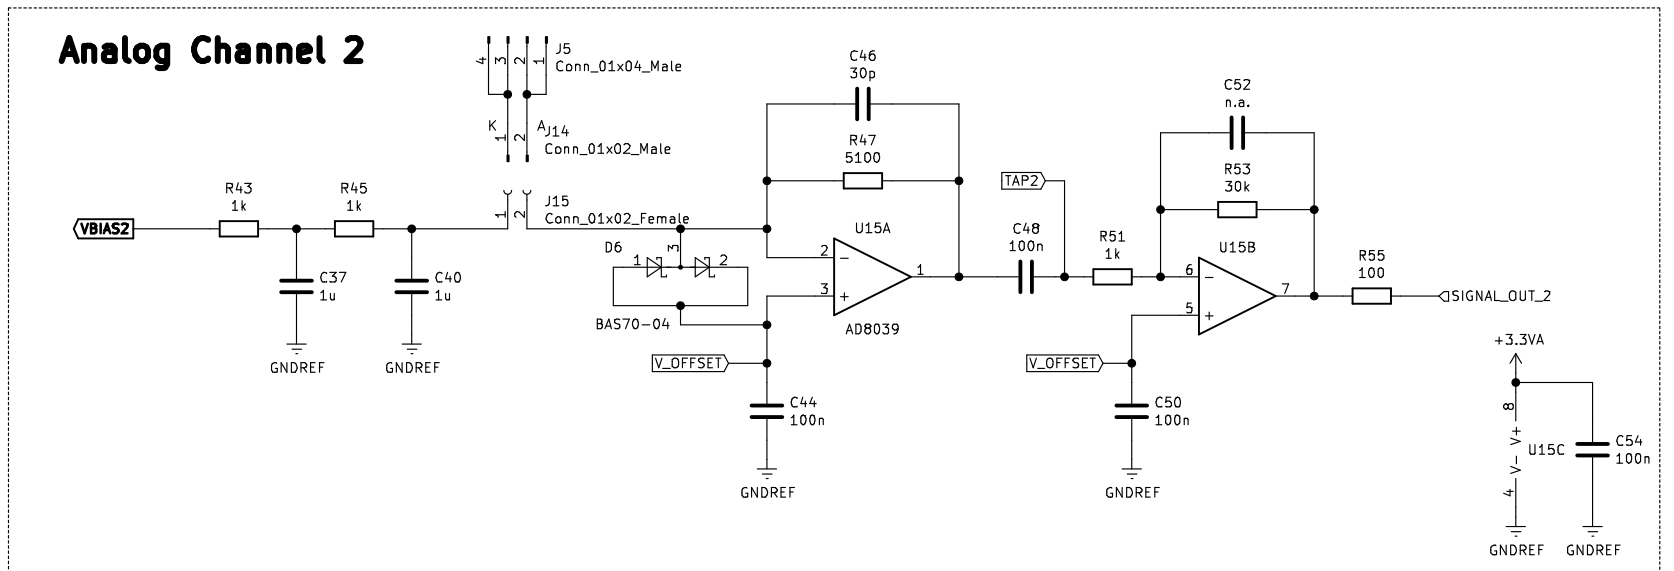 Analog Channel 2
4
3
2
1
J5
Conn_01x04_Male
K
A
1
2
J14
Conn_01x02_Male
1
2
J15
Conn_01x02_Female
VBIAS2
R43
1k
R45
1k
C37
1u
GNDREF
C40
1u
GNDREF
D6
1
3
2
BAS70-04
C46
30p
R47
5100
U15A
2
3
1
-
+
AD8039
V_OFFSET
C44
100n
GNDREF
TAP2
C48
100n
R51
1k
C52
n.a.
R53
30k
U15B
6
5
7
-
+
V_OFFSET
C50
100n
GNDREF
R55
100
SIGNAL_OUT_2
+3.3VA
8
V+
V-
4
U15C
C54
100n
GNDREF
GNDREF